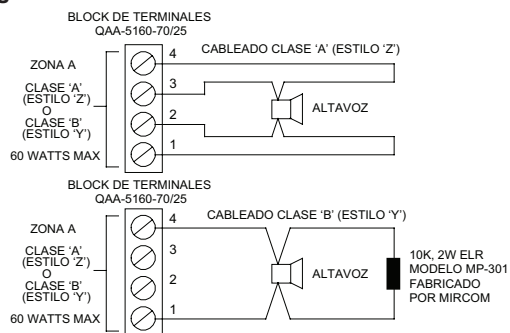 BLOCK DE TERMINALES
QAA-5160-70/25
CABLEADO CLASE 'A' (ESTILO 'Z')
ZONA A
CLASE 'A'
(ESTILO 'Z')
O
CLASE 'B'
(ESTILO 'Y')
60 WATTS MAX
4
3
2
1
ALTAVOZ
BLOCK DE TERMINALES
QAA-5160-70/25
CABLEADO CLASE 'B' (ESTILO 'Y')
ZONA A
CLASE 'A'
(ESTILO 'Z')
O
CLASE 'B'
(ESTILO 'Y')
60 WATTS MAX
4
3
2
1
ALTAVOZ
10K, 2W ELR
MODELO MP-301
FABRICADO
POR MIRCOM